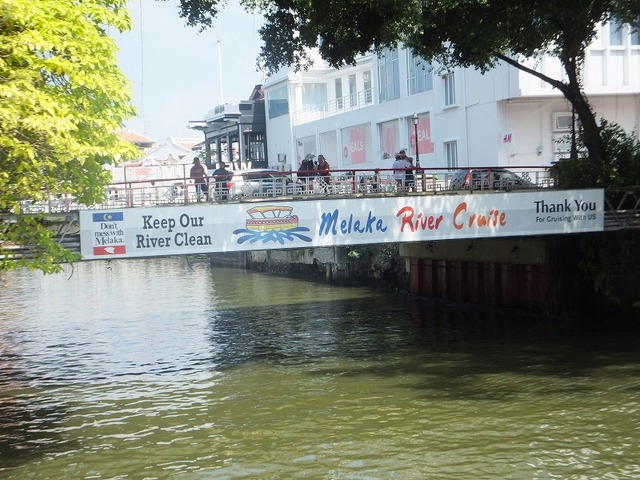 Don't
mess with
Melaka.
Keep Our
River Clean
Melaka River Cruise
Thank You
For Cruising With US
H&M